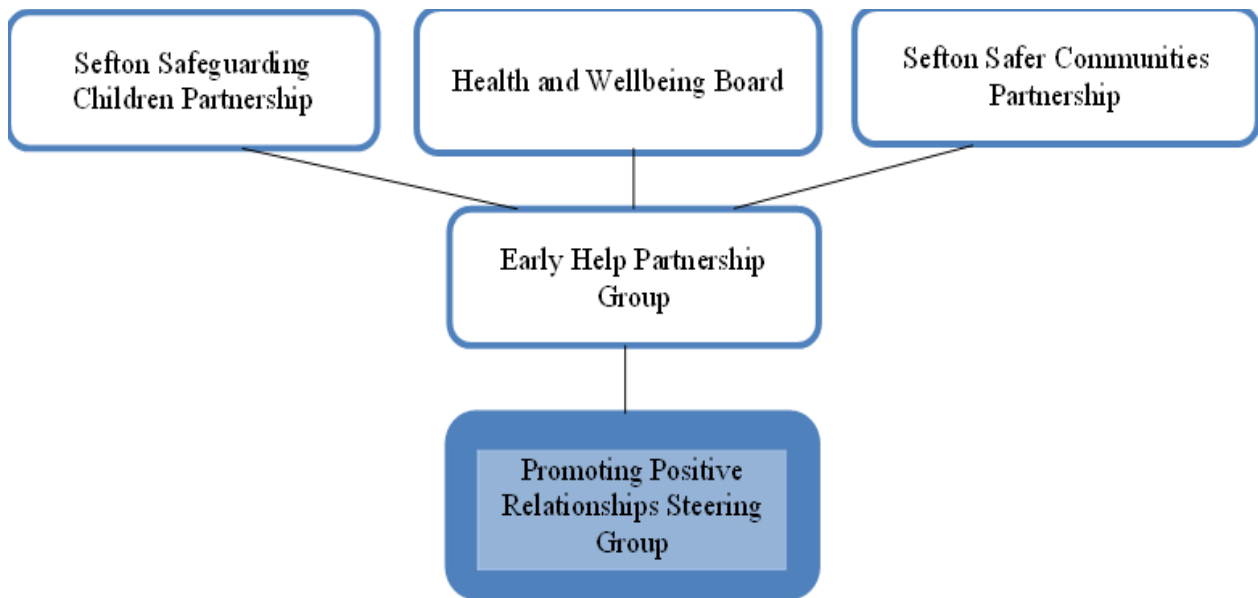 Sefton Safeguarding
Children Partnership
Health and Wellbeing Board
Sefton Safer Communities
Partnership
Early Help Partnership
Group
Promoting Positive
Relationships Steering
Group